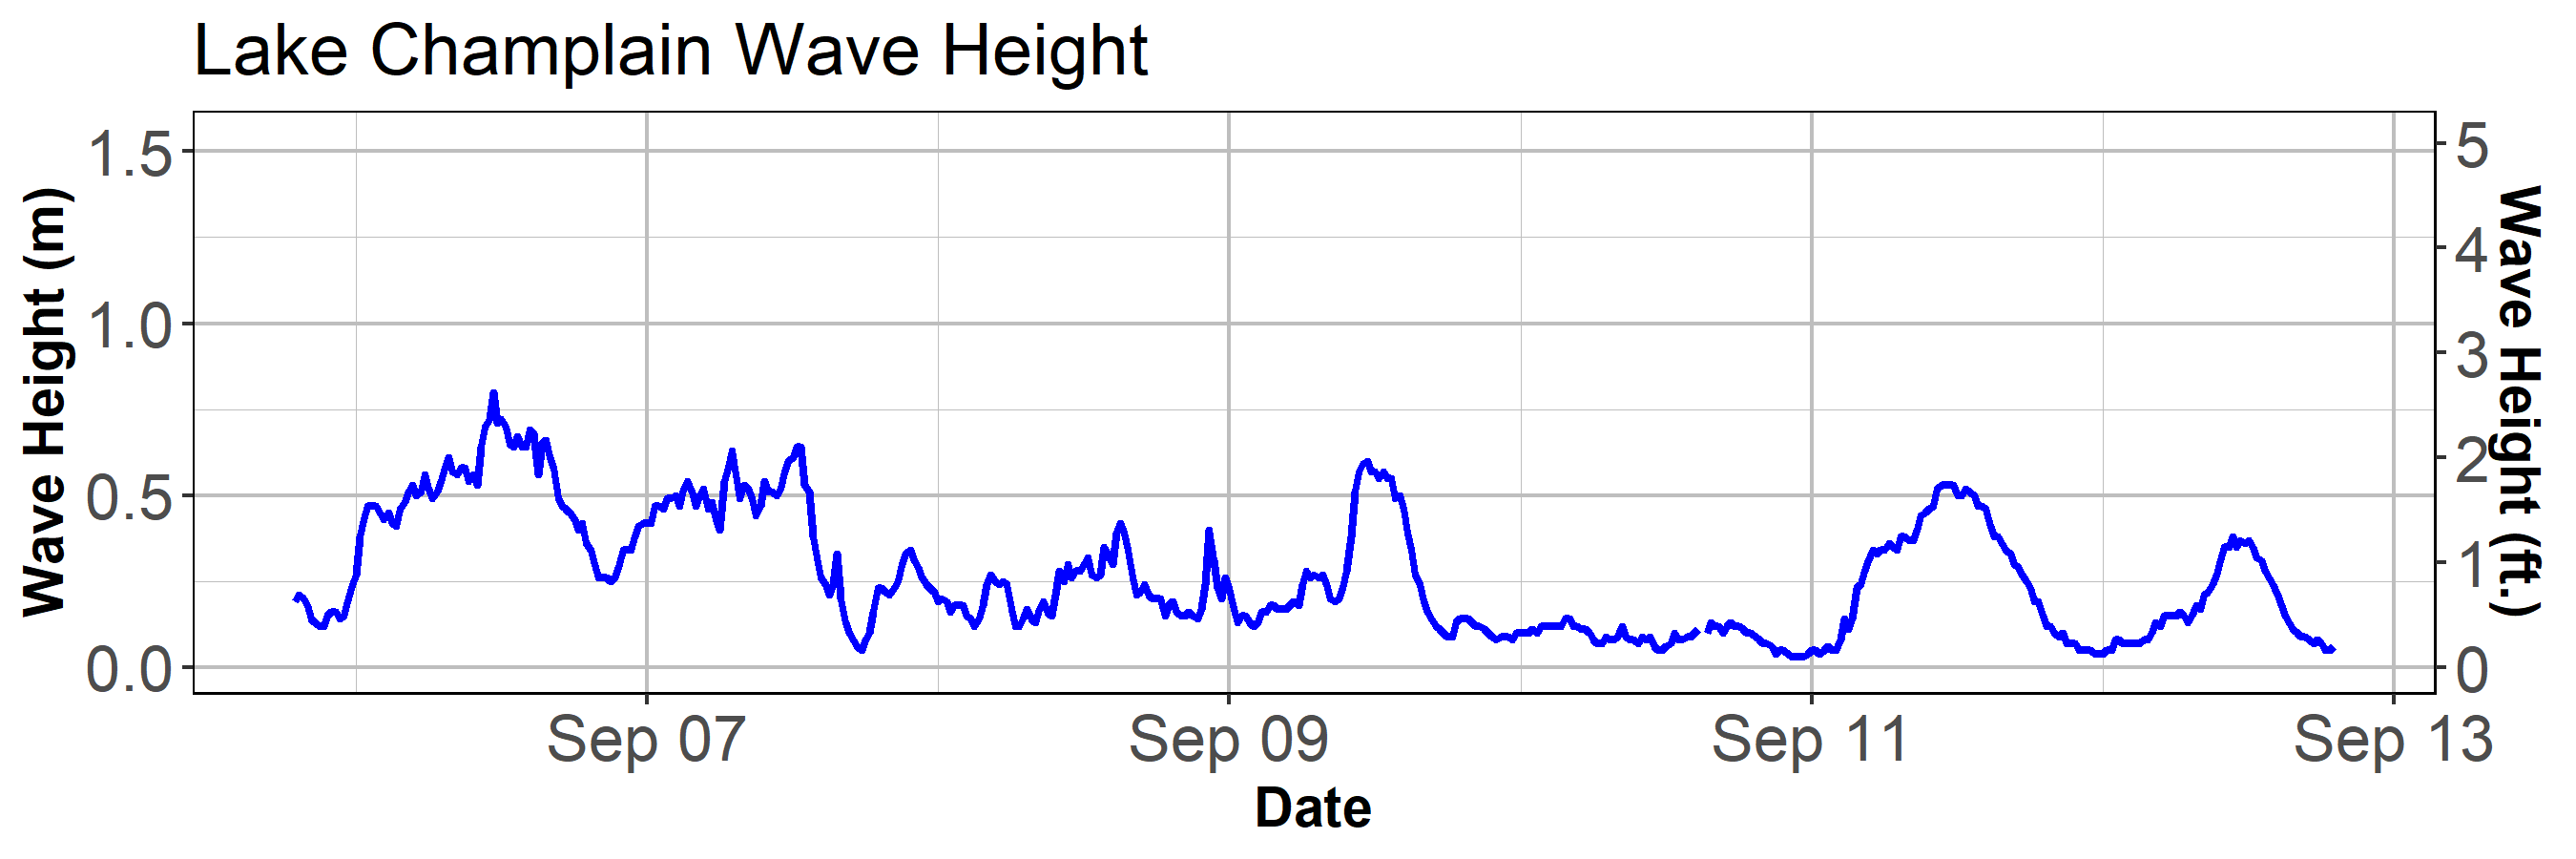 Lake Champlain Wave Height
Wave Height (m)
1.5
1.0
0.5
0.0
5
4
3
2
1
0
Wave Height (ft.)
Sep 07
Sep 09
Sep 11
Sep 13
Date